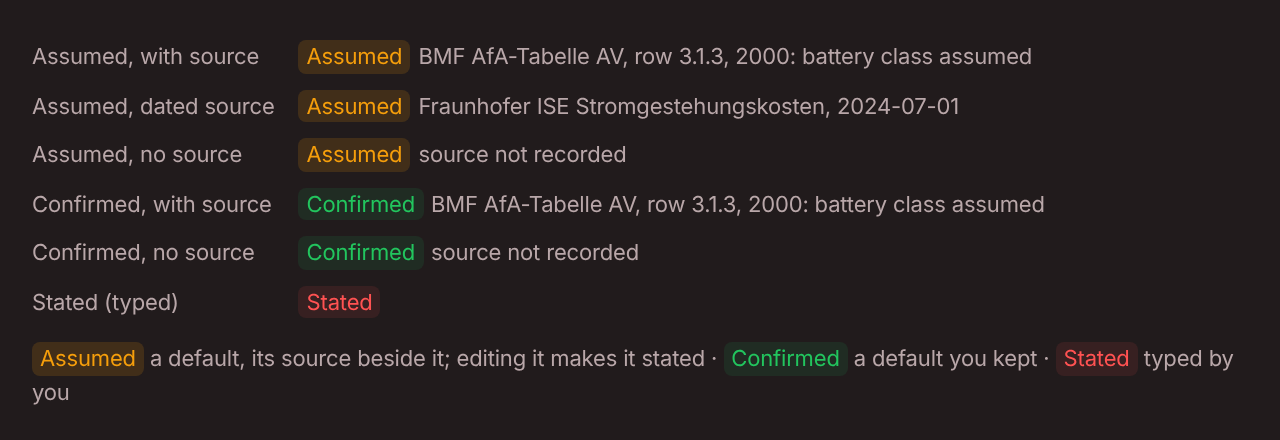 Assumed, with source Assumed BMF AfA-Tabelle AV, row 3.1.3, 2000: battery class assumed
Assumed, dated source Assumed Fraunhofer ISE Stromgestehungskosten, 2024-07-01
Assumed, no source Assumed source not recorded
Confirmed, with source Confirmed BMF AfA-Tabelle AV, row 3.1.3, 2000: battery class assumed
Confirmed, no source Confirmed source not recorded
Stated (typed) Stated
Assumed a default, its source beside it; editing it makes it stated · Confirmed a default you kept · Stated typed by
you